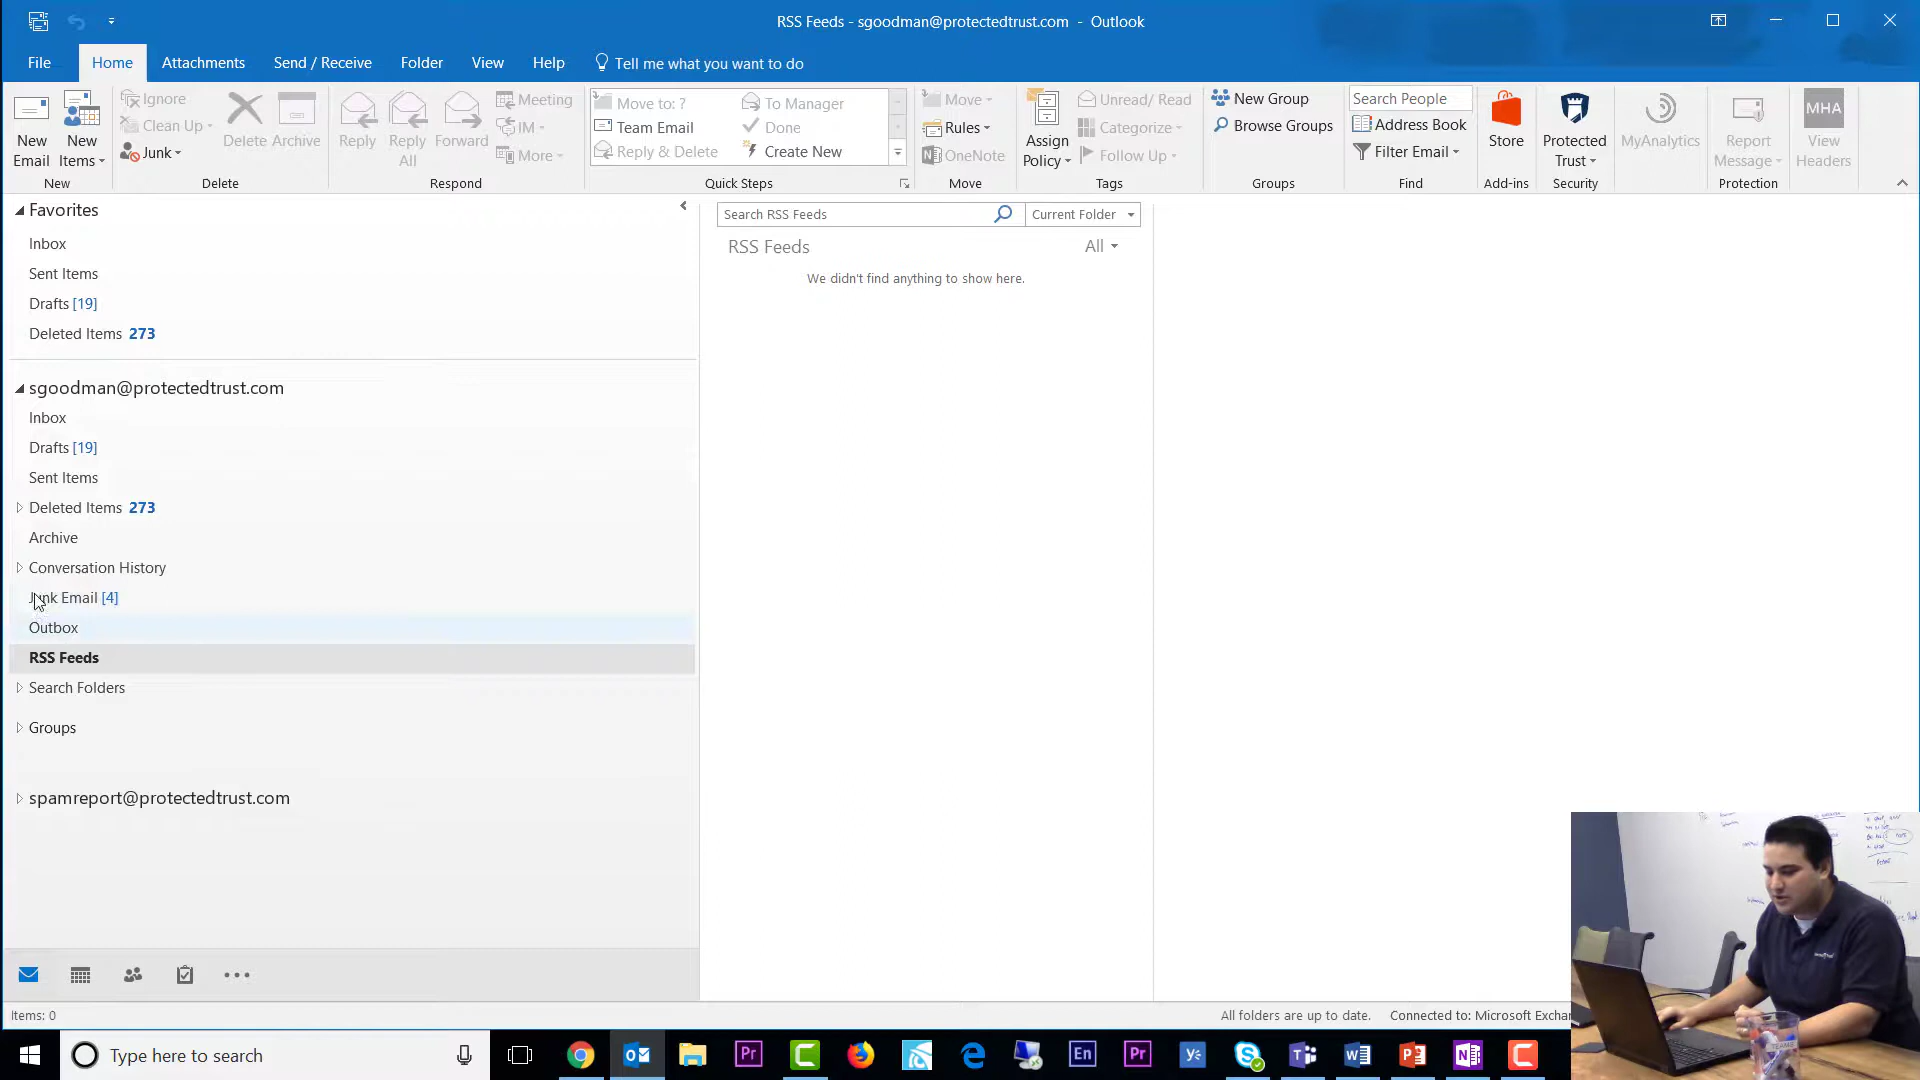 RSS Feeds - sgoodman@protectedtrust.com - Outlook
File Home Attachments Send / Receive Folder View Help Tell me what you want to do
New Email
New Items
Ignore
Clean Up
Junk
Delete
Archive
Reply
Reply All
Forward
Meeting
IM
More
Move to: ?
Team Email
Reply & Delete
To Manager
Done
Create New
Move
Rules
OneNote
Assign Policy
Unread/ Read
Categorize
Follow Up
New Group
Browse Groups
Search People
Address Book
Filter Email
Store
Protected Trust
MyAnalytics
Report Message
MHA
View Headers
New Delete Respond Quick Steps Move Tags Groups Find Add-ins Security Protection
Favorites
Inbox
Sent Items
Drafts [19]
Deleted Items 273
sgoodman@protectedtrust.com
Inbox
Drafts [19]
Sent Items
Deleted Items 273
Archive
Conversation History
Junk Email [4]
Outbox
RSS Feeds
Search Folders
Groups
spamreport@protectedtrust.com
Search RSS Feeds Current Folder
RSS Feeds All
We didn't find anything to show here.
Items: 0 All folders are up to date. Connected to: Microsoft Exchan
Type here to search
Pr
En
Pr